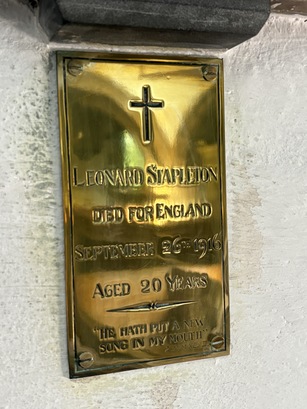 LEONARD STAPLETON
DIED FOR ENGLAND
SEPTEMBER 26TH 1916
AGED 20 YEARS
"HE HATH PUT A NEW
SONG IN MY MOUTH"